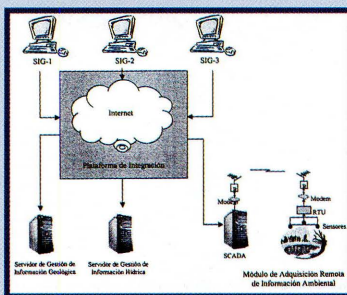 SIG-1
SIG-2
SIG-3
Internet
Plataforma de Integración
Modem
Modem
RTU
Sensores
Servidor de Gestión de
Información Geológica
Servidor de Gestión de
Información Hídrica
SCADA
Módulo de Adquisición Remota
de Información Ambiental